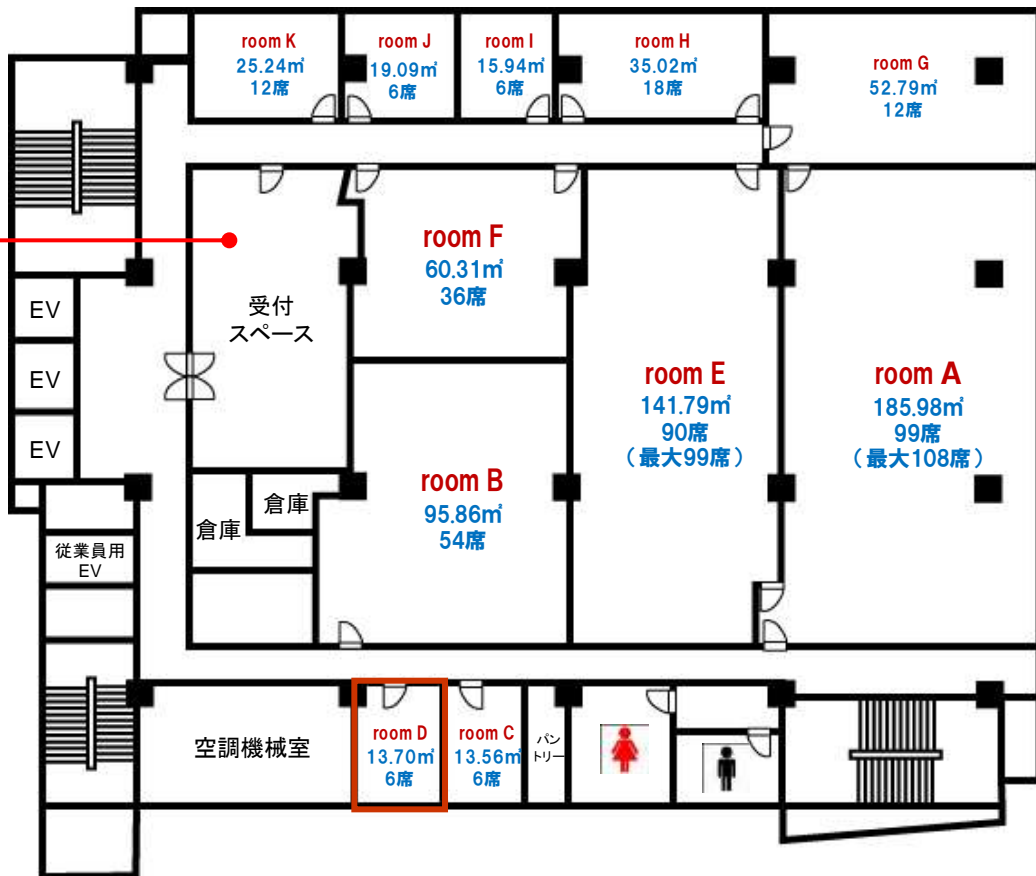 room K
25.24㎡
12席
room J
19.09㎡
6席
room I
15.94㎡
6席
room H
35.02㎡
18席
room G
52.79㎡
12席
room F
60.31㎡
36席
受付
スペース
EV
EV
EV
room E
141.79㎡
90席
(最大99席)
room A
185.98㎡
99席
(最大108席)
room B
95.86㎡
54席
倉庫
倉庫
従業員用
EV
空調機械室
room D
13.70㎡
6席
room C
13.56㎡
6席
パン
トリー